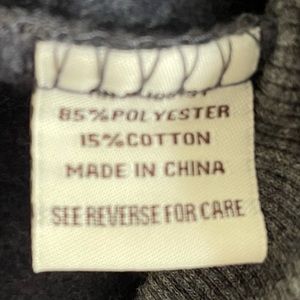 85%POLYESTER
15%COTTON
MADE IN CHINA
SEE REVERSE FOR CARE